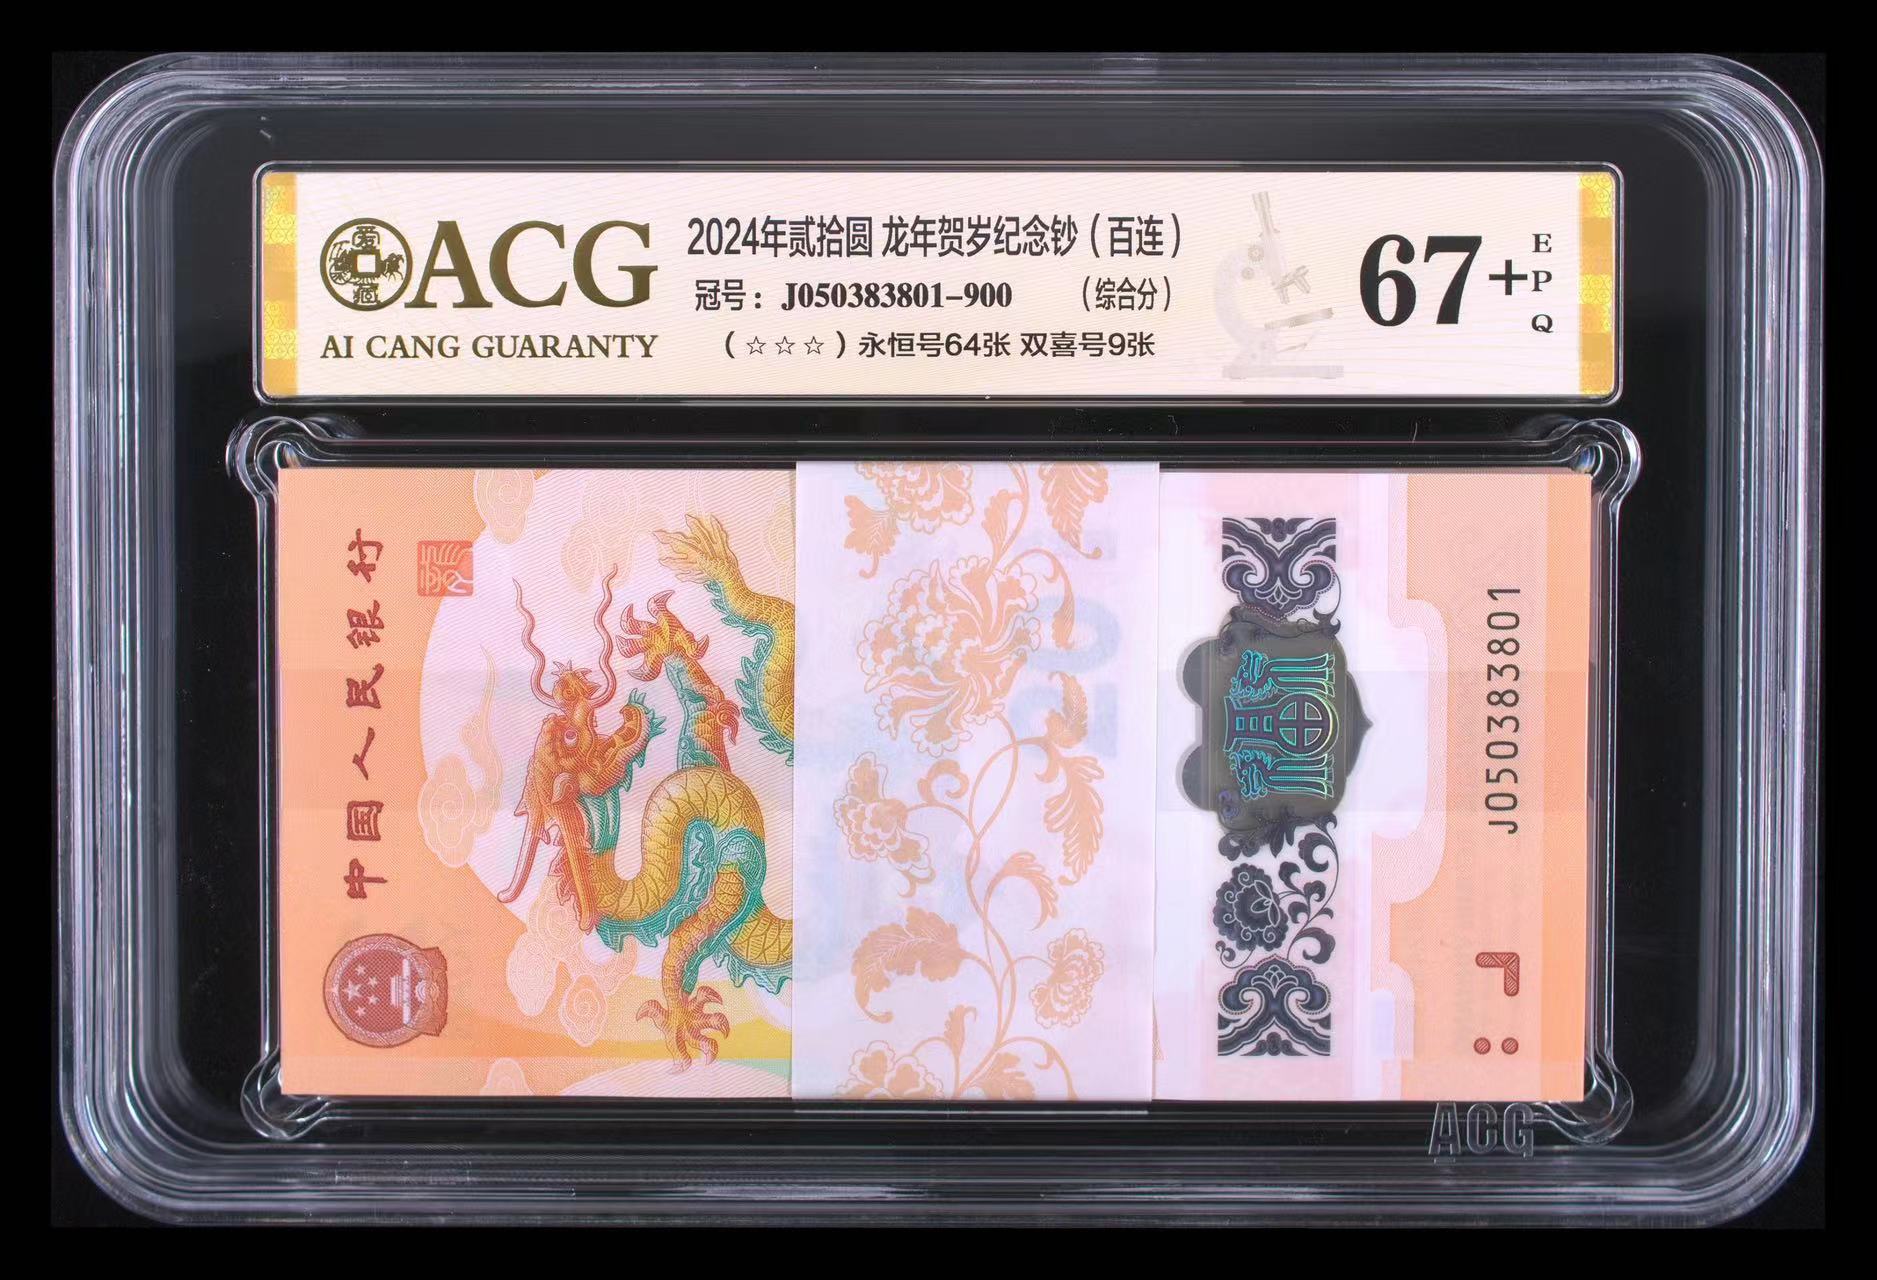 ACG
AI CANG GUARANTY
2024年贰拾圆 龙年贺岁纪念钞（百连）
冠号：J050383801-900 （综合分）
（☆☆☆）永恒号64张 双喜号9张
67+
EPQ
中国人民银行
J050383801
ACG